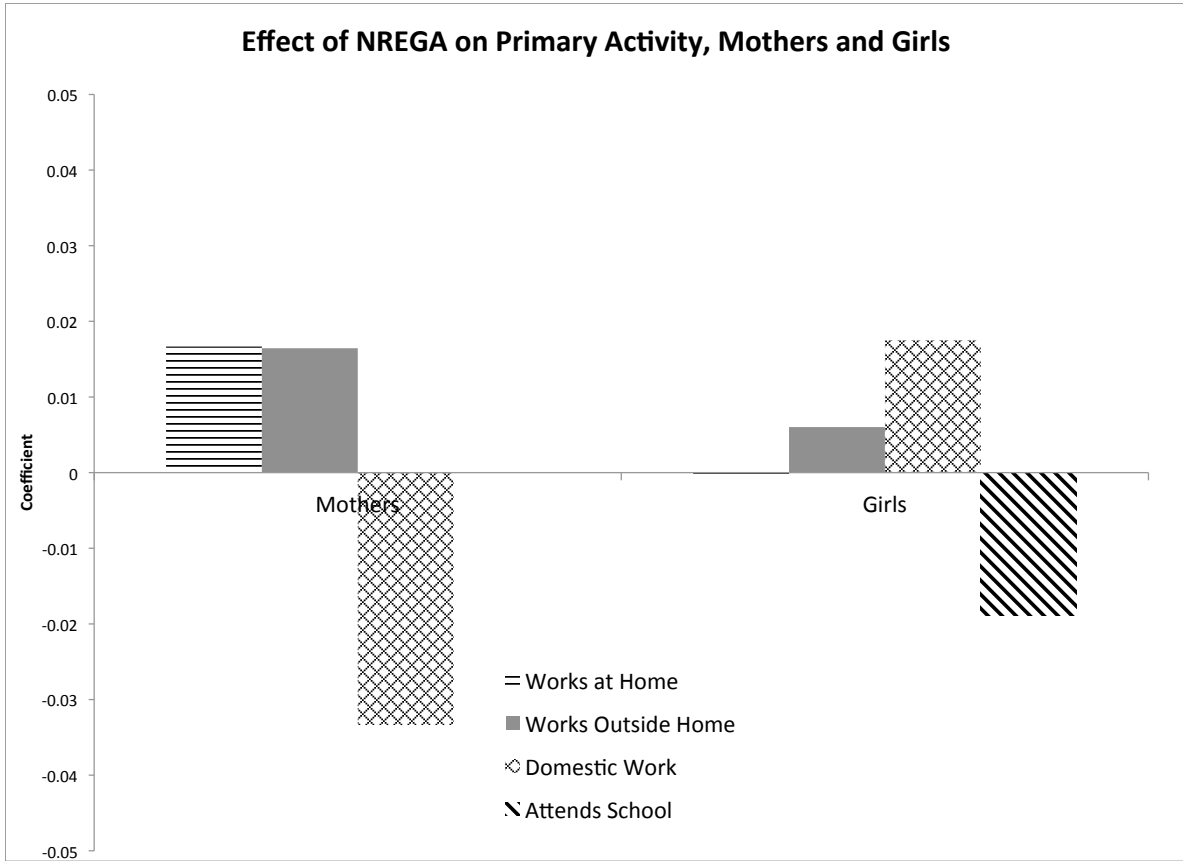 Effect of NREGA on Primary Activity, Mothers and Girls
0.05
0.04
0.03
0.02
0.01
0
-0.01
-0.02
-0.03
-0.04
-0.05
Coefficient
Mothers
Girls
Works at Home
Works Outside Home
Domestic Work
Attends School